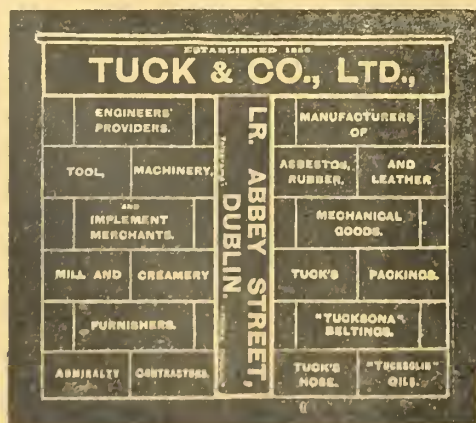 ESTABLISHED
TUCK & CO., LTD.,
ENGINEERS'
PROVIDERS.
TOOL, MACHINERY,
AND
IMPLEMENT
MERCHANTS.
MILL AND CREAMERY
FURNISHERS.
ADMIRALTY CONTRACTORS.
LR. ABBEY STREET,
DUBLIN.
MANUFACTURERS
OF
ASBESTOS, AND
RUBBER, LEATHER
MECHANICAL
GOODS.
TUCK'S PACKINGS.
"TUCKSONA"
BELTINGS.
TUCK'S
HOSE.
"TUCKSOLIN"
OILS.